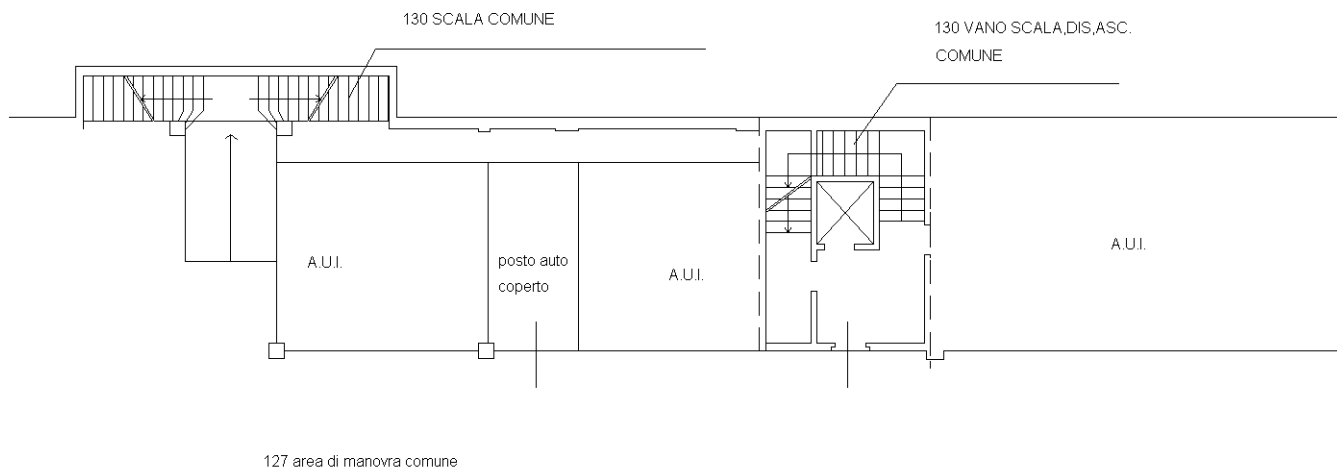 130 SCALA COMUNE
130 VANO SCALA,DIS,ASC.
COMUNE
A.U.I.
posto auto
coperto
A.U.I.
A.U.I.
127 area di manovra comune